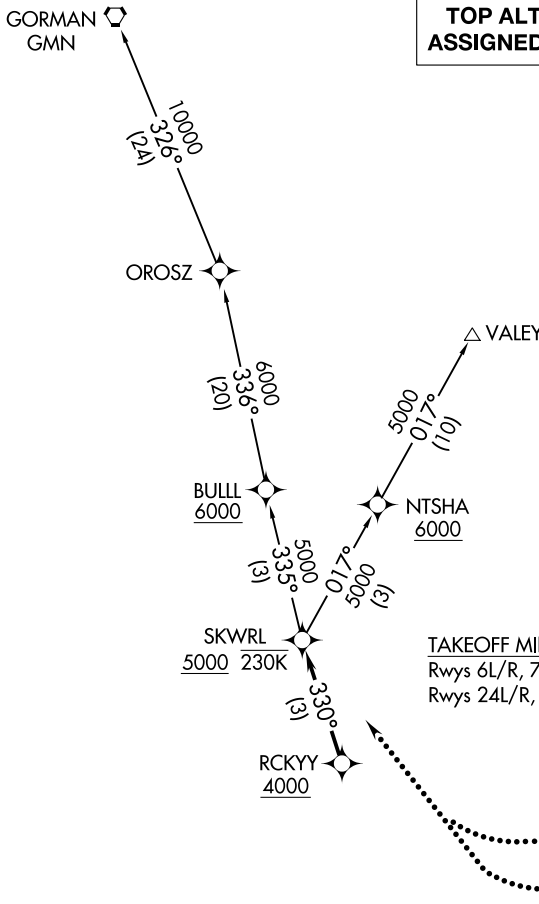 GORMAN
GMN
TOP ALT
ASSIGNED
10000
326°
(24)
OROSZ
VALEY
6000
336°
(20)
5000
017°
(10)
BULLL
6000
NTSHA
6000
5000
335°
(3)
017°
5000
(3)
SKWRL
5000 230K
TAKEOFF MI
Rwys 6L/R, 7
Rwys 24L/R,
330°
(3)
RCKYY
4000